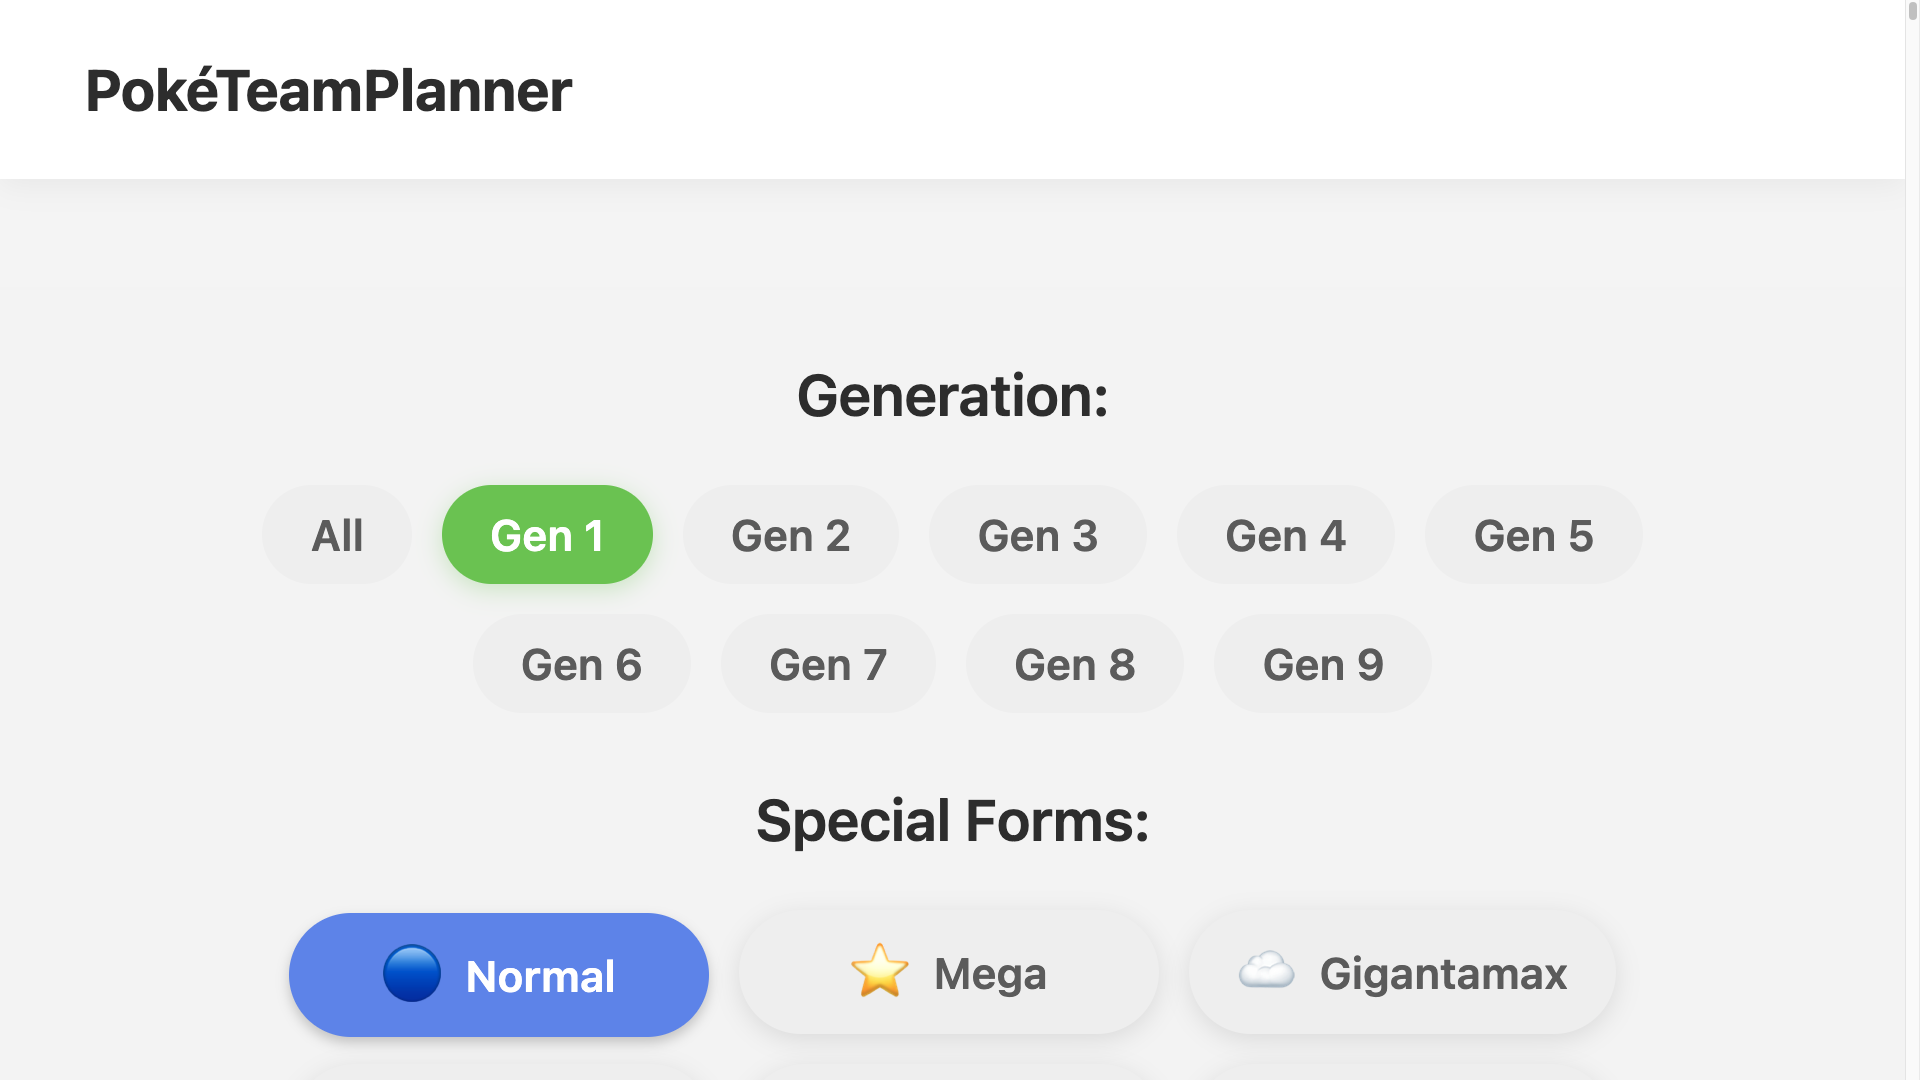 PokéTeamPlanner
Generation:
All Gen 1 Gen 2 Gen 3 Gen 4 Gen 5
Gen 6 Gen 7 Gen 8 Gen 9
Special Forms:
Normal Mega Gigantamax